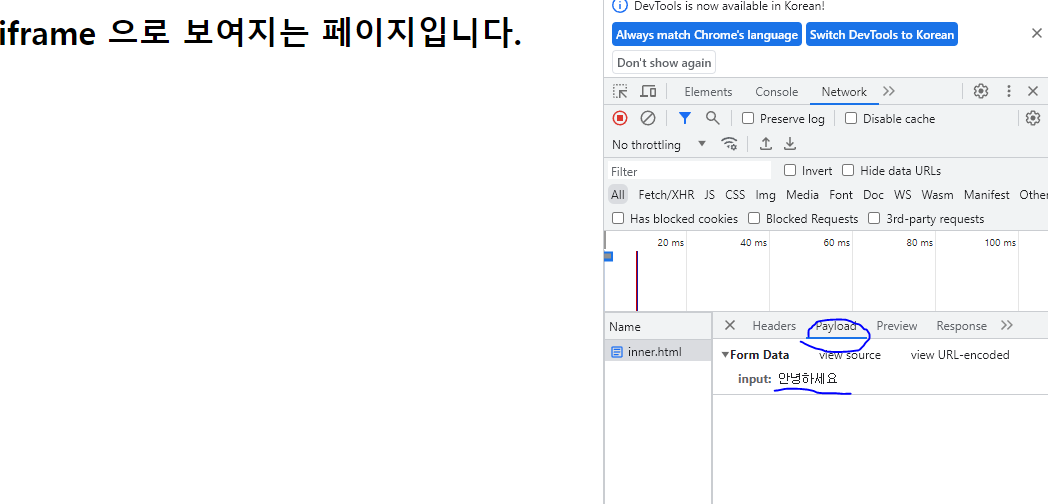 iframe 으로 보여지는 페이지입니다.
DevTools is now available in Korean!
Always match Chrome's language Switch DevTools to Korean
Don't show again
Elements Console Network
Preserve log Disable cache
No throttling
Filter Invert Hide data URLs
All Fetch/XHR JS CSS Img Media Font Doc WS Wasm Manifest Other
Has blocked cookies Blocked Requests 3rd-party requests
20 ms 40 ms 60 ms 80 ms 100 ms
Name Headers Payload Preview Response
inner.html Form Data view source view URL-encoded
input: 안녕하세요